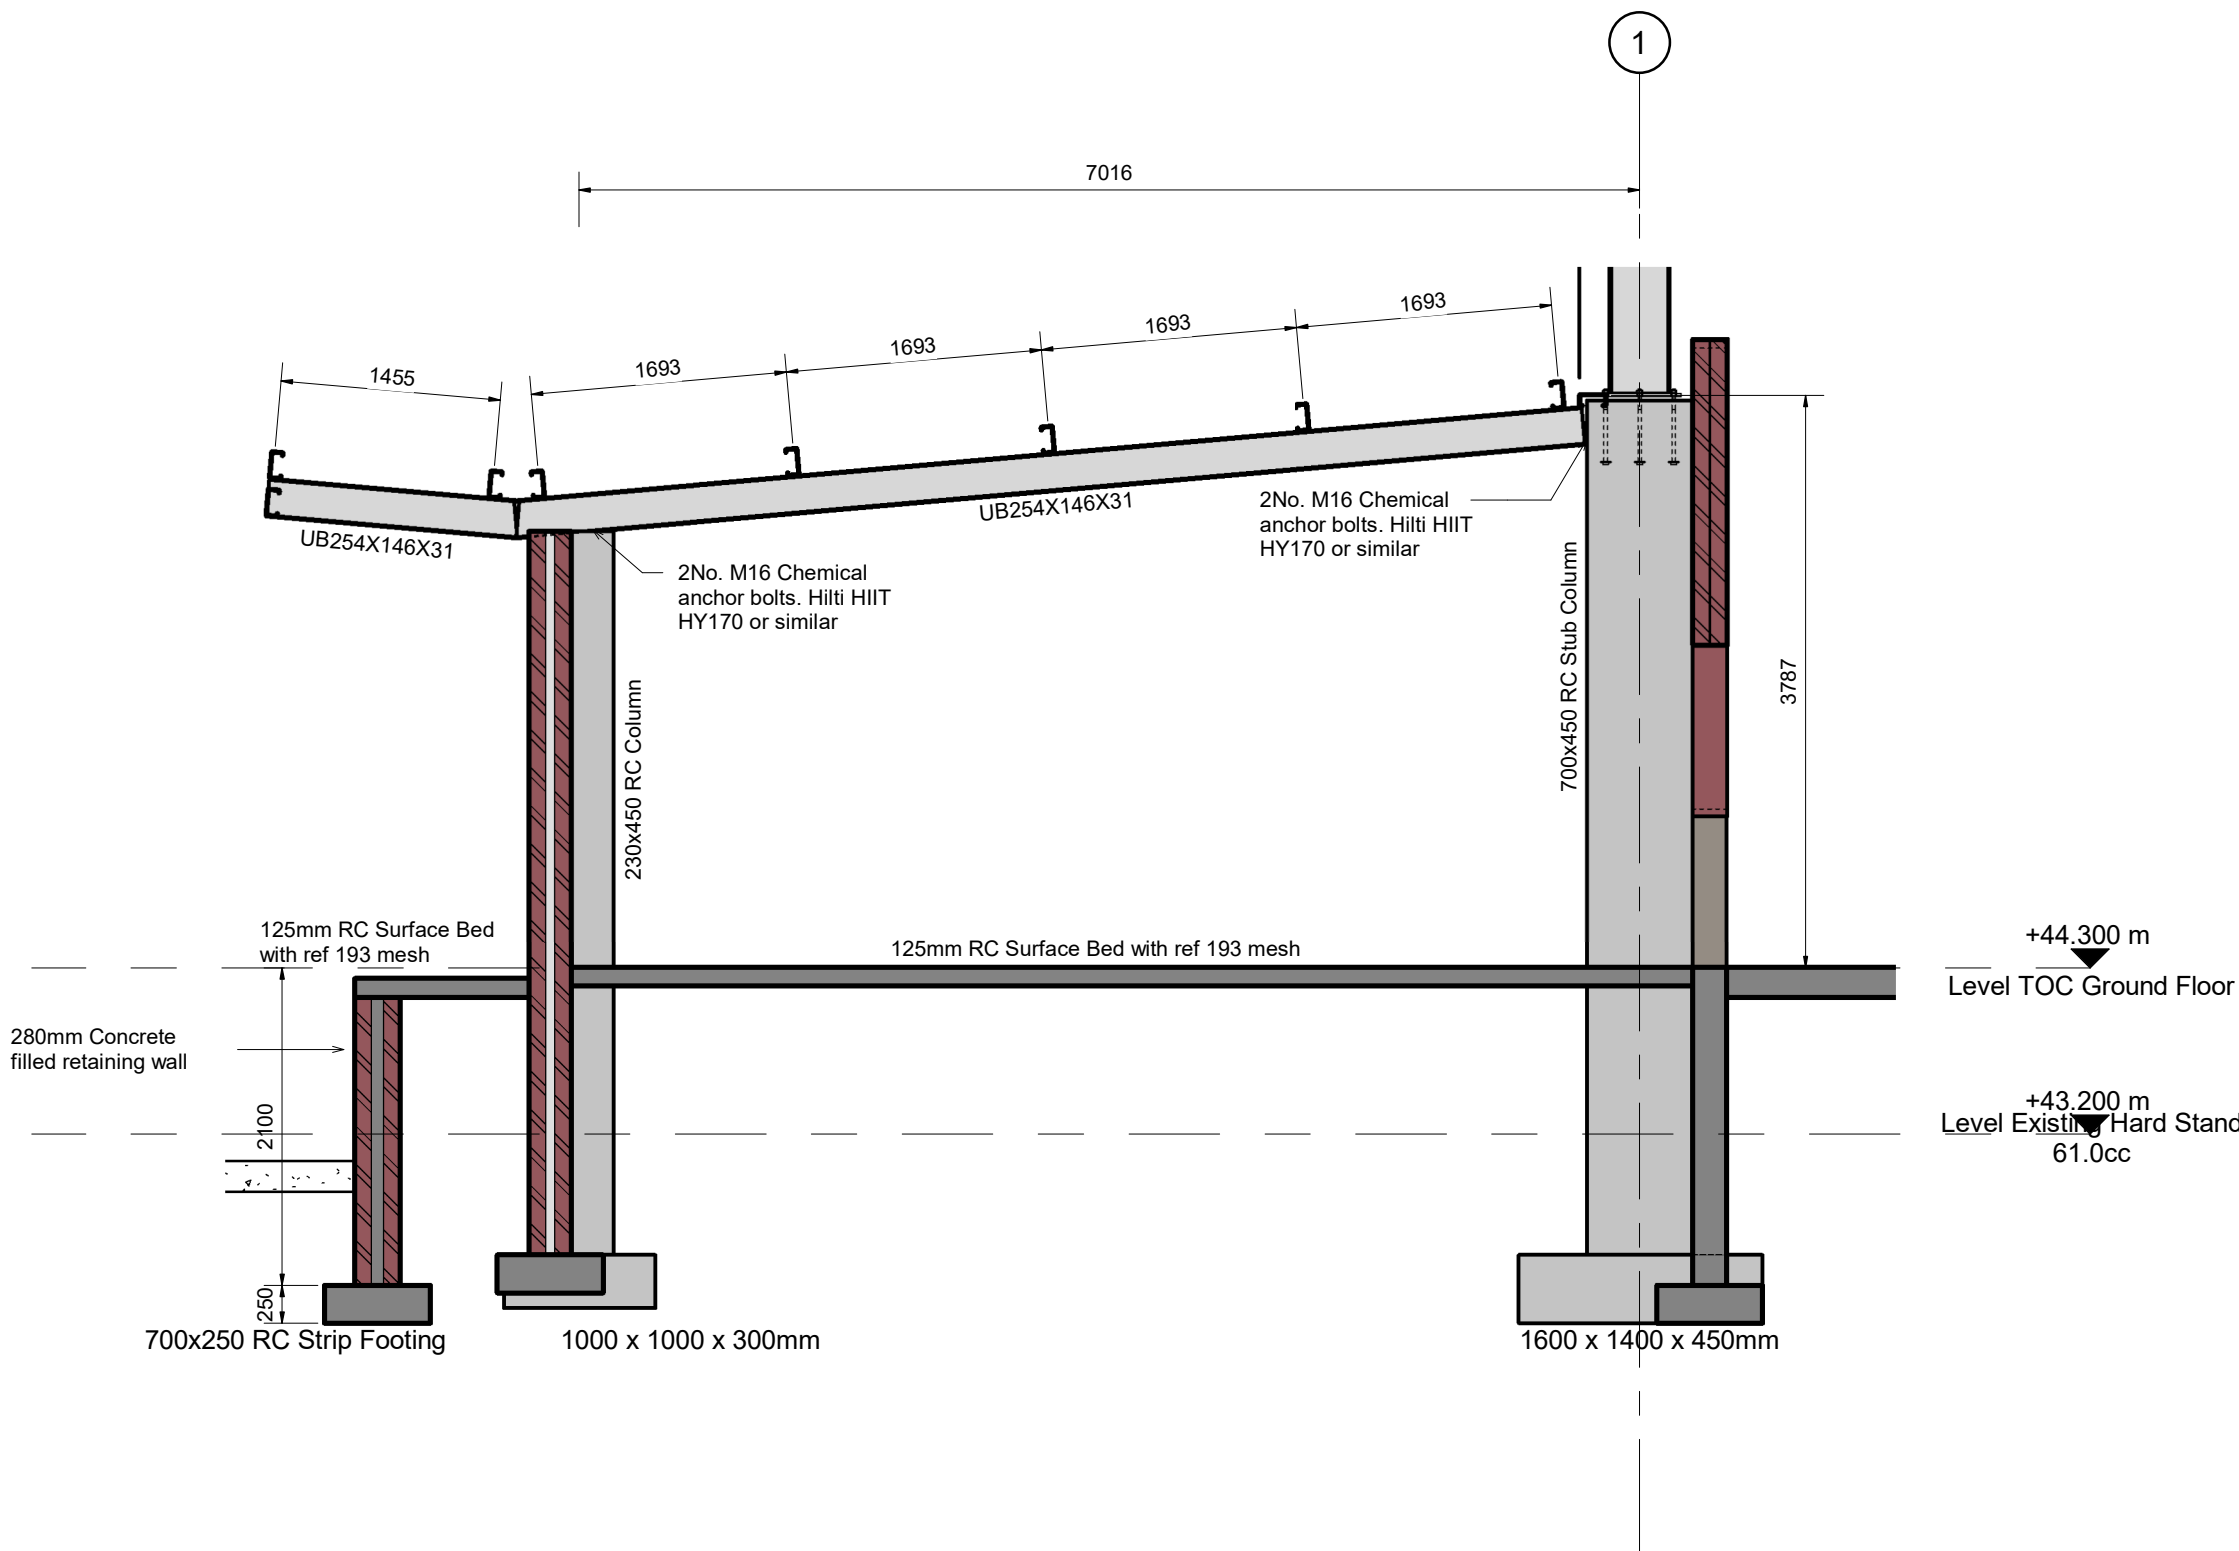 1
7016
1693
1693
1693
1693
1455
UB254X146X31
UB254X146X31
2No. M16 Chemical
anchor bolts. Hilti HIIT
HY170 or similar
2No. M16 Chemical
anchor bolts. Hilti HIIT
HY170 or similar
700x450 RC Stub Column
3787
230x450 RC Column
125mm RC Surface Bed
with ref 193 mesh
125mm RC Surface Bed with ref 193 mesh
+44.300 m
Level TOC Ground Floor
280mm Concrete
filled retaining wall
2100
+43.200 m
Level Existing Hard Stand
61.0cc
250
700x250 RC Strip Footing
1000 x 1000 x 300mm
1600 x 1400 x 450mm